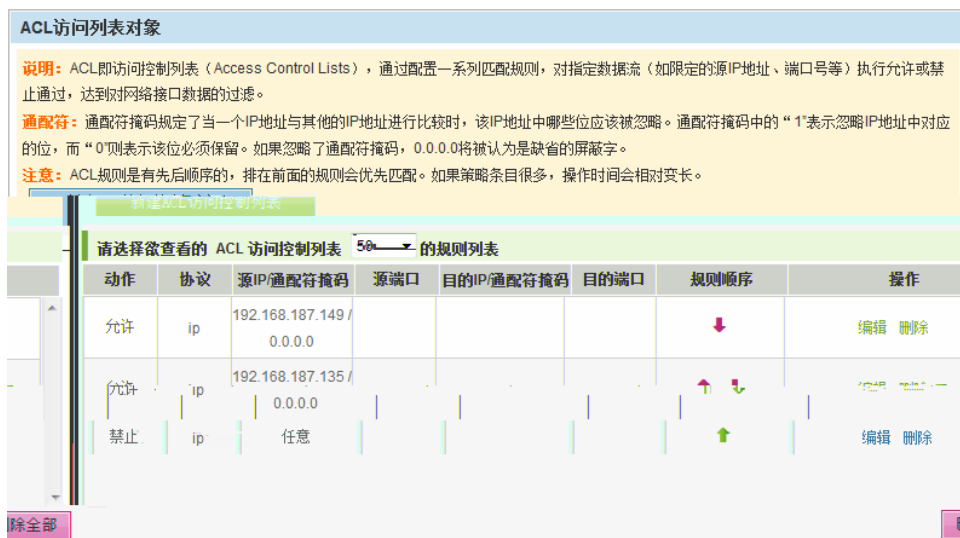 ACL访问列表对象
说明：ACL即访问控制列表（Access Control Lists），通过配置一系列匹配规则，对指定数据流（如限定的源IP地址、端口号等）执行允许或禁
止通过，达到对网络接口数据的过滤。
通配符：通配符掩码规定了当一个IP地址与其他的IP地址进行比较时，该IP地址中哪些位应该被忽略。通配符掩码中的“1”表示忽略IP地址中对应
的位，而“0”则表示该位必须保留。如果忽略了通配符掩码，0.0.0.0将被认为是缺省的屏蔽字。
注意：ACL规则是有先后顺序的，排在前面的规则会优先匹配。如果策略条目很多，操作时间会相对变长。
新建ACL访问控制列表
请选择欲查看的 ACL 访问控制列表 50 的规则列表
动作 协议 源IP/通配符掩码 源端口 目的IP/通配符掩码 目的端口 规则顺序 操作
允许 ip 192.168.187.149 / 编辑 删除
0.0.0.0
允许 ip 192.168.187.135 /
0.0.0.0
禁止 ip 任意 编辑 删除
除全部